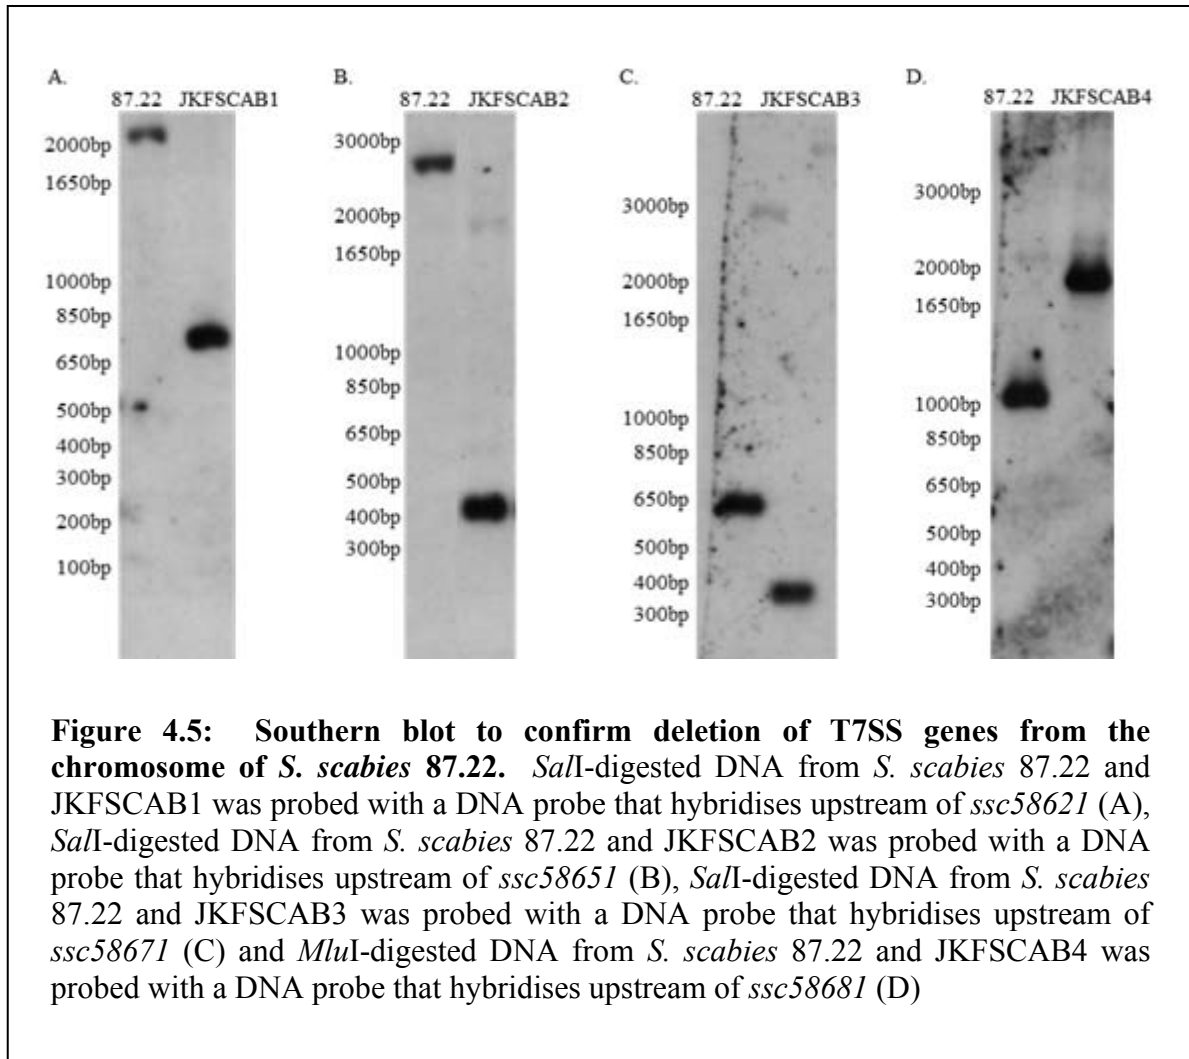 A.
87.22 JKFSCAB1
2000bp
1650bp
1000bp
850bp
650bp
500bp
400bp
300bp
200bp
100bp
B.
87.22 JKFSCAB2
3000bp
2000bp
1650bp
1000bp
850bp
650bp
500bp
400bp
300bp
C.
87.22 JKFSCAB3
3000bp
2000bp
1650bp
1000bp
850bp
650bp
500bp
400bp
300bp
D.
87.22 JKFSCAB4
3000bp
2000bp
1650bp
1000bp
850bp
650bp
500bp
400bp
300bp
Figure 4.5: Southern blot to confirm deletion of T7SS genes from the
chromosome of S. scabies 87.22. SalI-digested DNA from S. scabies 87.22 and
JKFSCAB1 was probed with a DNA probe that hybridises upstream of ssc58621 (A),
SalI-digested DNA from S. scabies 87.22 and JKFSCAB2 was probed with a DNA
probe that hybridises upstream of ssc58651 (B), SalI-digested DNA from S. scabies
87.22 and JKFSCAB3 was probed with a DNA probe that hybridises upstream of
ssc58671 (C) and MluI-digested DNA from S. scabies 87.22 and JKFSCAB4 was
probed with a DNA probe that hybridises upstream of ssc58681 (D)